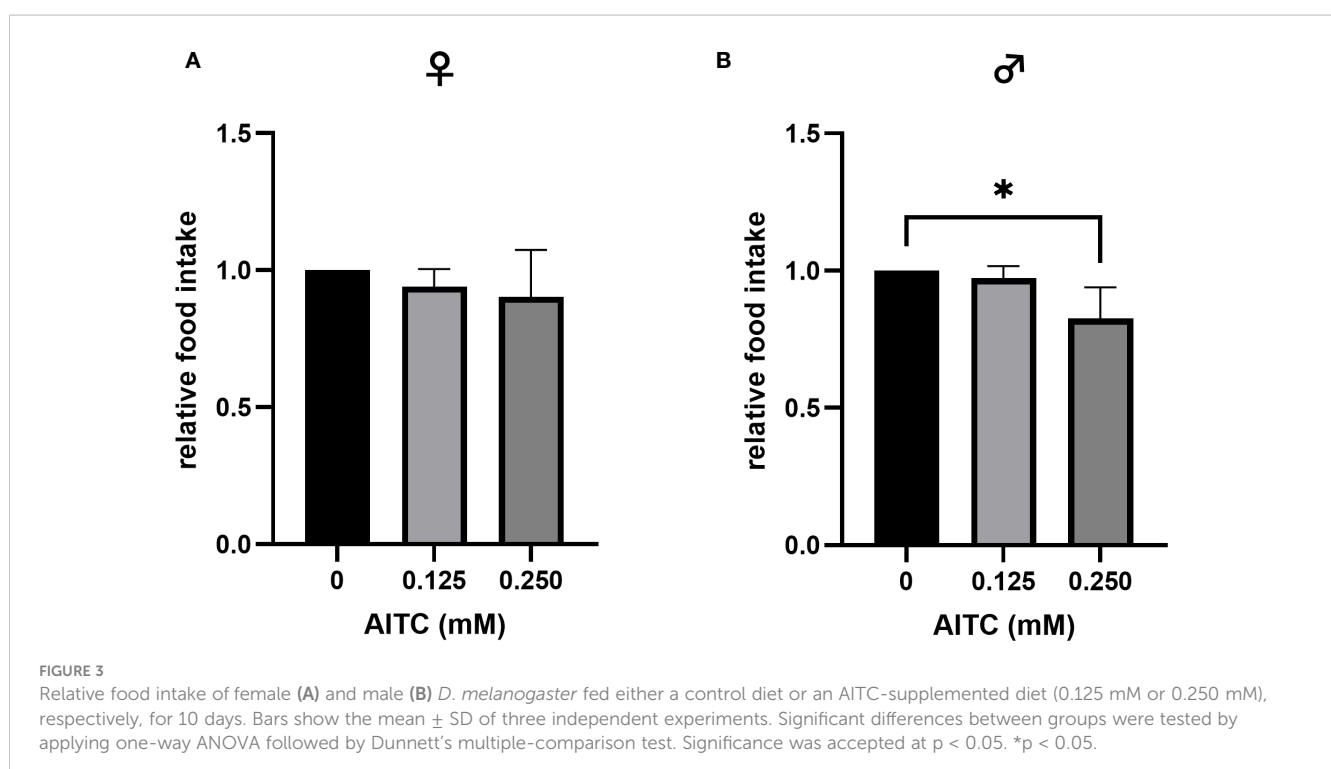 A
♀
B
♂
1.5
1.0
0.5
0.0
relative food intake
0
0.125
0.250
AITC (mM)
1.5
1.0
0.5
0.0
relative food intake
*
0
0.125
0.250
AITC (mM)
FIGURE 3
Relative food intake of female (A) and male (B) D. melanogaster fed either a control diet or an AITC-supplemented diet (0.125 mM or 0.250 mM),
respectively, for 10 days. Bars show the mean ± SD of three independent experiments. Significant differences between groups were tested by
applying one-way ANOVA followed by Dunnett’s multiple-comparison test. Significance was accepted at p < 0.05. *p < 0.05.